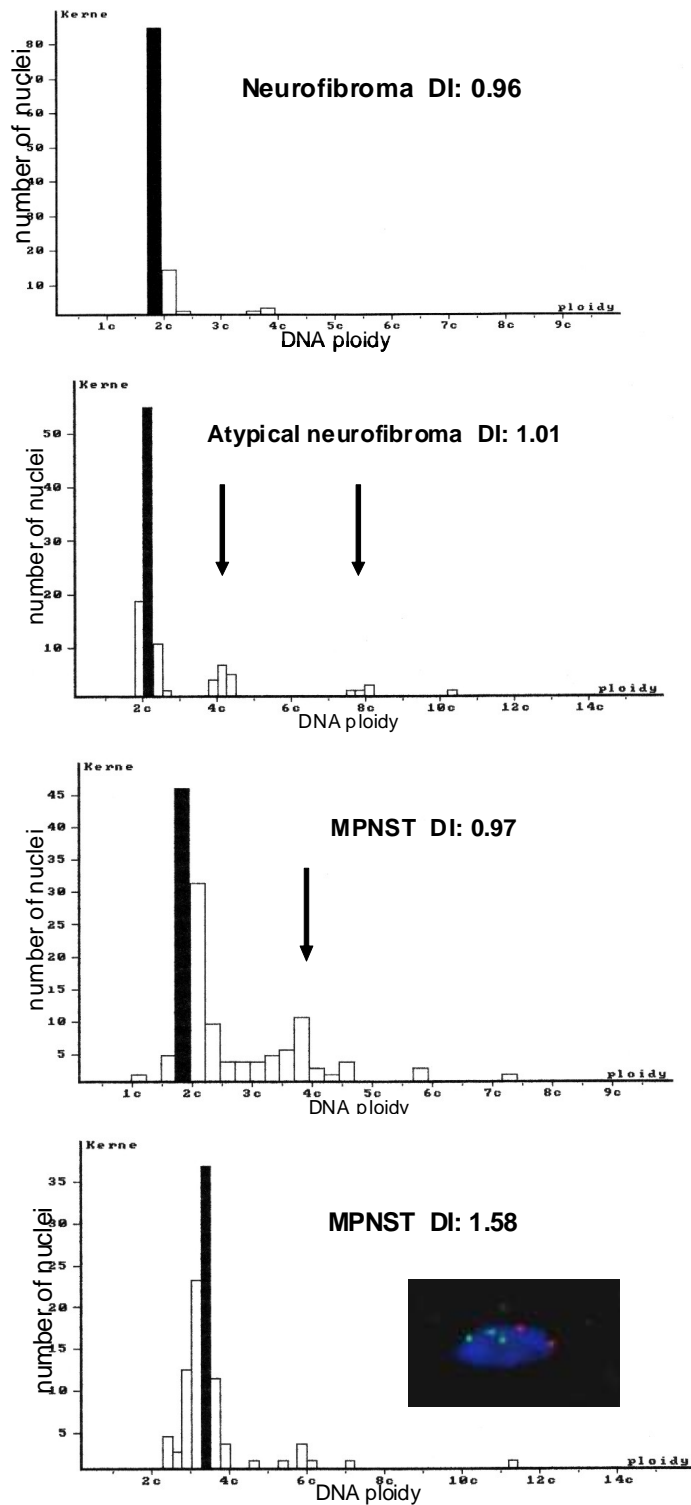 Kerne
80
70
60
50
40
30
20
10
number of nuclei
Neurofibroma DI: 0.96
ploidy
1c 2c 3c 4c 5c 6c 7c 8c 9c
DNA ploidy
Kerne
50
40
30
20
10
number of nuclei
Atypical neurofibroma DI: 1.01
ploidy
2c 4c 6c 8c 10c 12c 14c
DNA ploidy
Kerne
45
40
35
30
25
20
15
10
5
number of nuclei
MPNST DI: 0.97
ploidy
1c 2c 3c 4c 5c 6c 7c 8c 9c
DNA ploidy
Kerne
35
30
25
20
15
10
5
number of nuclei
MPNST DI: 1.58
ploidy
2c 4c 6c 8c 10c 12c 14c
DNA ploidy